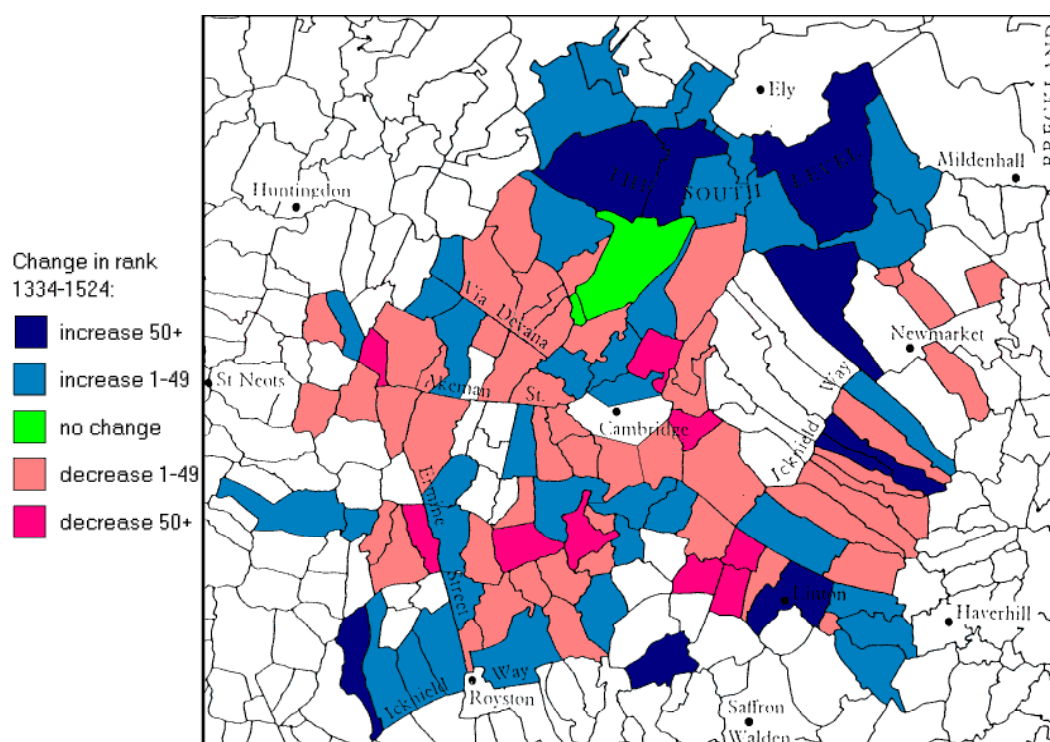 BRECKLAND
Ely
THE
SOUTH
LEVEL
Mildenhall
Huntingdon
Change in rank
1334-1524:
increase 50+
increase 1-49
no change
decrease 1-49
decrease 50+
Via Devana
Newmarket
St Neots
Akeman St.
Way
Cambridge
Icknield
Ermine
Street
Linton
Haverhill
Icknield Way
Royston
Saffron
Walden